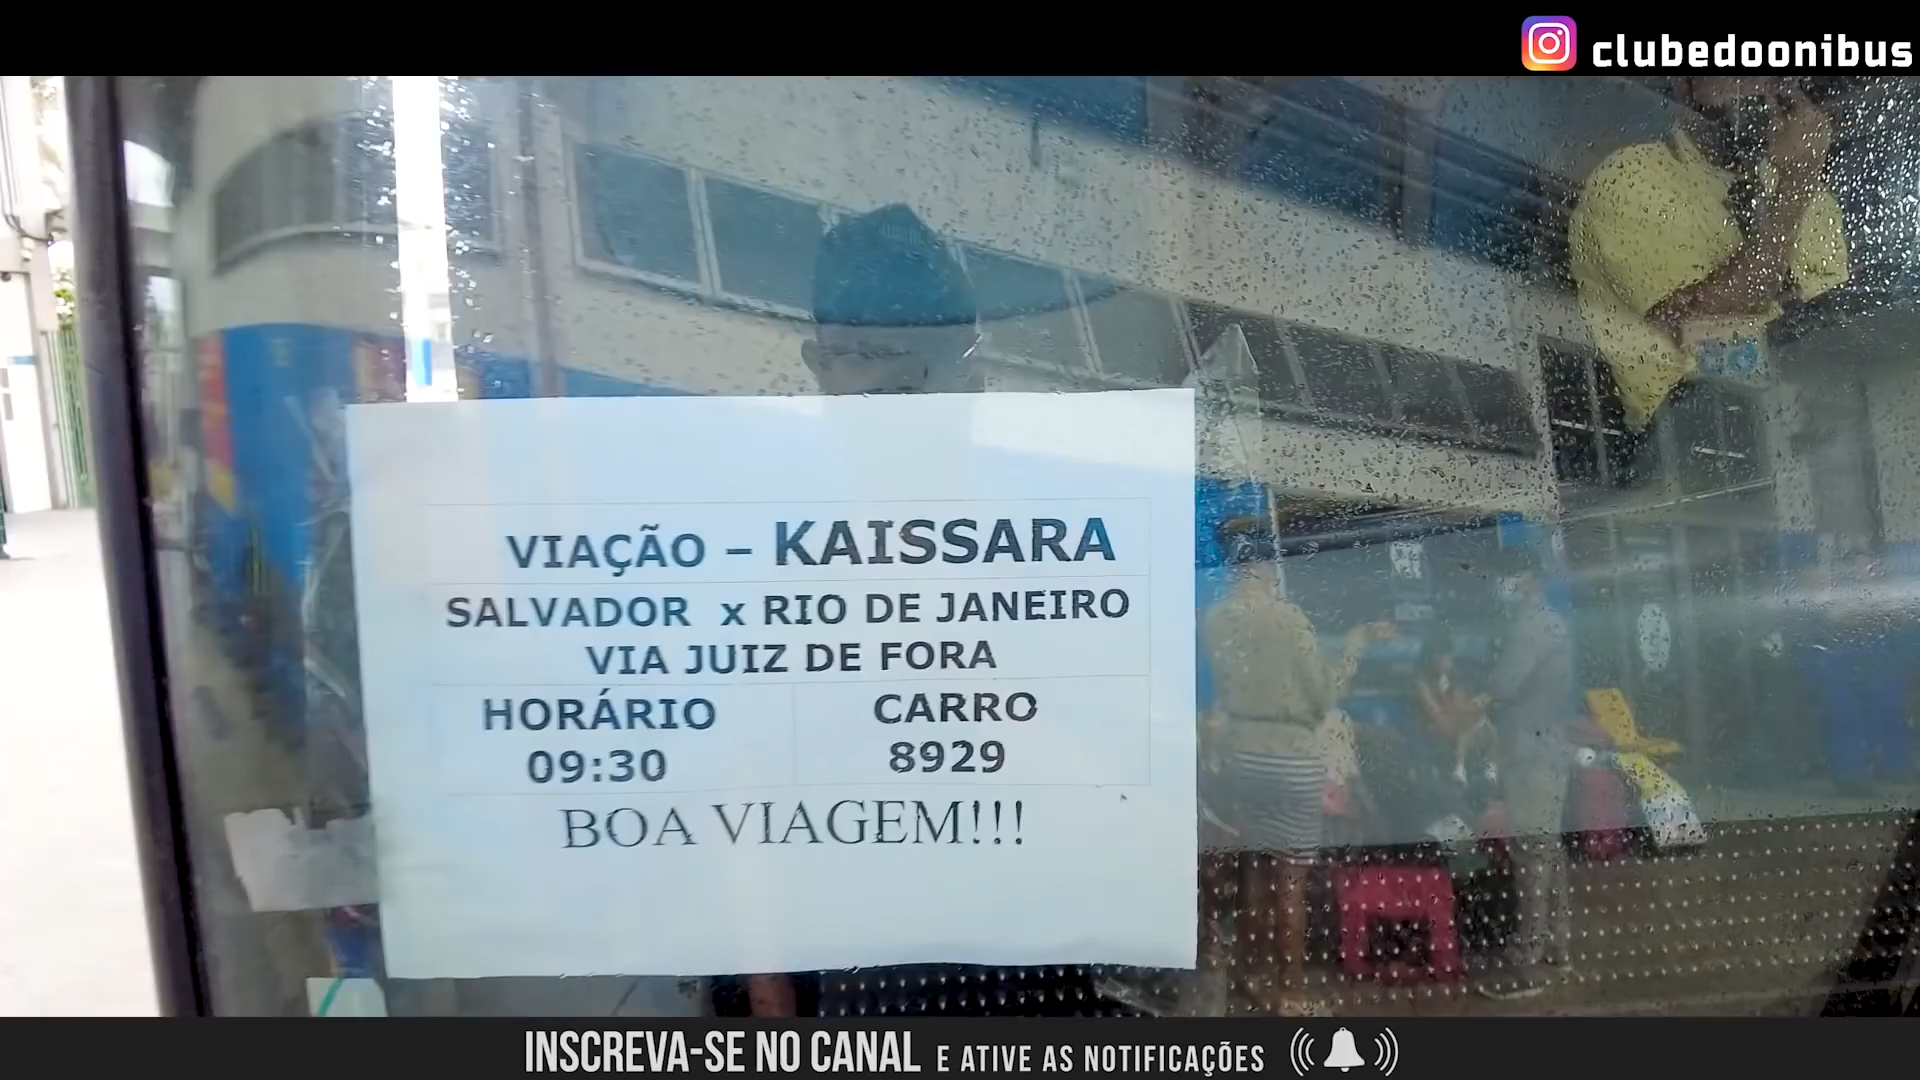 clubedoonibus
VIAÇÃO – KAISSARA
SALVADOR x RIO DE JANEIRO
VIA JUIZ DE FORA
HORÁRIO CARRO
09:30 8929
BOA VIAGEM!!!
INSCREVA-SE NO CANAL E ATIVE AS NOTIFICAÇÕES